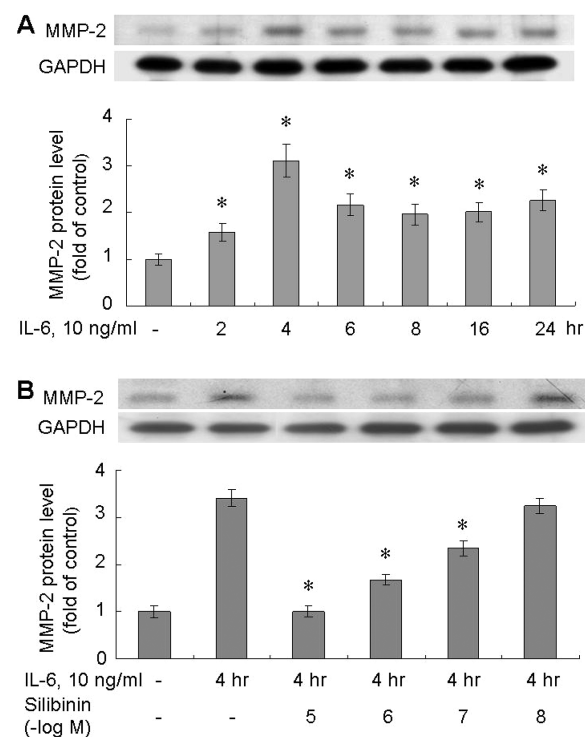 A MMP-2
GAPDH
MMP-2 protein level
(fold of control)
4
3
2
1
0
* * * * * *
IL-6, 10 ng/ml - 2 4 6 8 16 24 hr
B MMP-2
GAPDH
MMP-2 protein level
(fold of control)
4
3
2
1
0
* * *
IL-6, 10 ng/ml - 4 hr 4 hr 4 hr 4 hr 4 hr
Silibinin
(-log M) - - 5 6 7 8